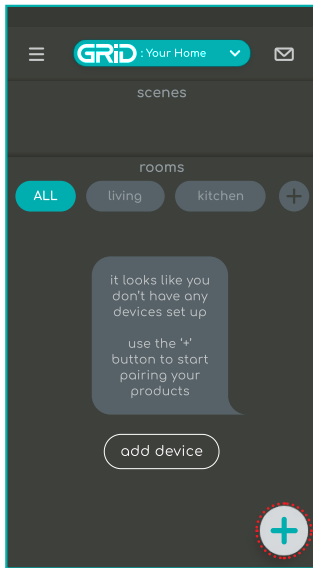 GRiD : Your Home
scenes
rooms
ALL living kitchen +
it looks like you
don't have any
devices set up
use the '+'
button to start
pairing your
products
add device
+